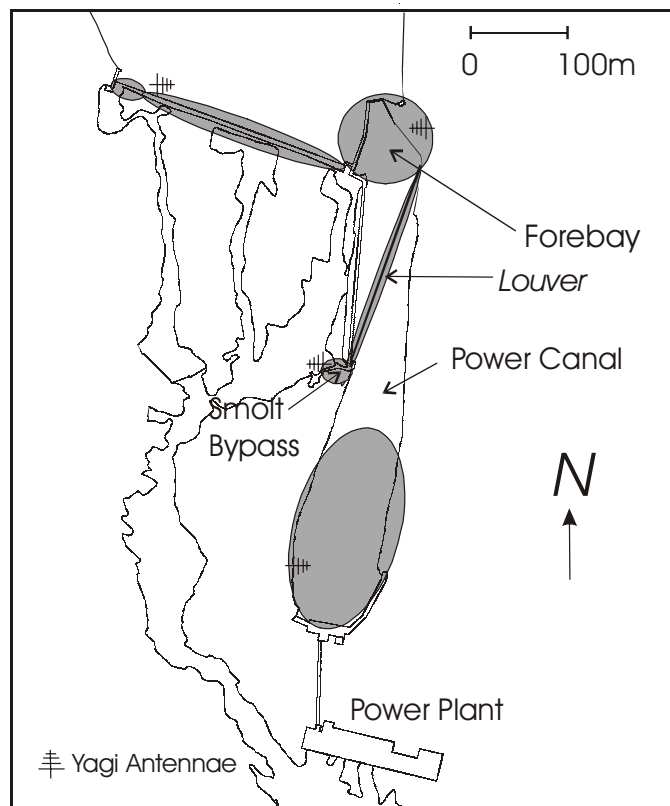 0 100m
Forebay
Louver
Power Canal
Smolt
Bypass
N
Power Plant
Yagi Antennae